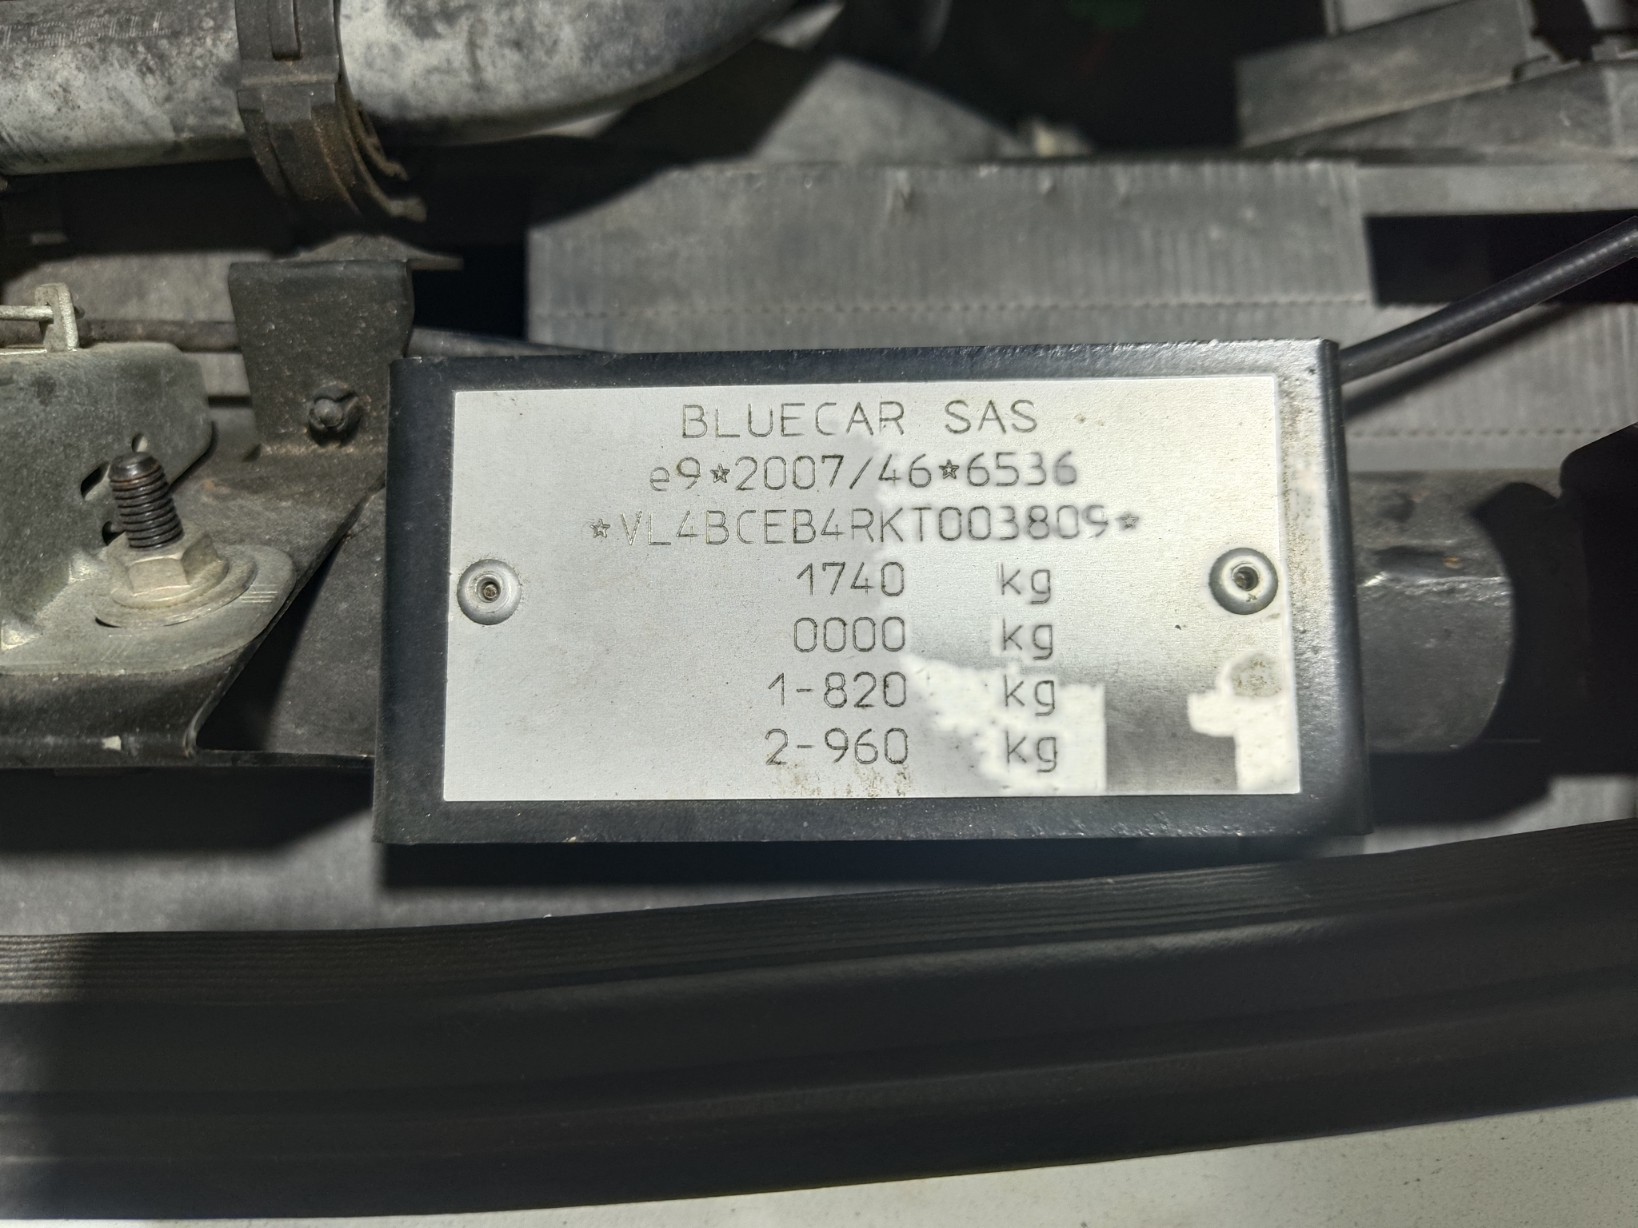 BLUECAR SAS
e9*2007/46*6536
*VL4BCEB4RKT003809*
1740 kg
0000 kg
1-820 kg
2-960 kg